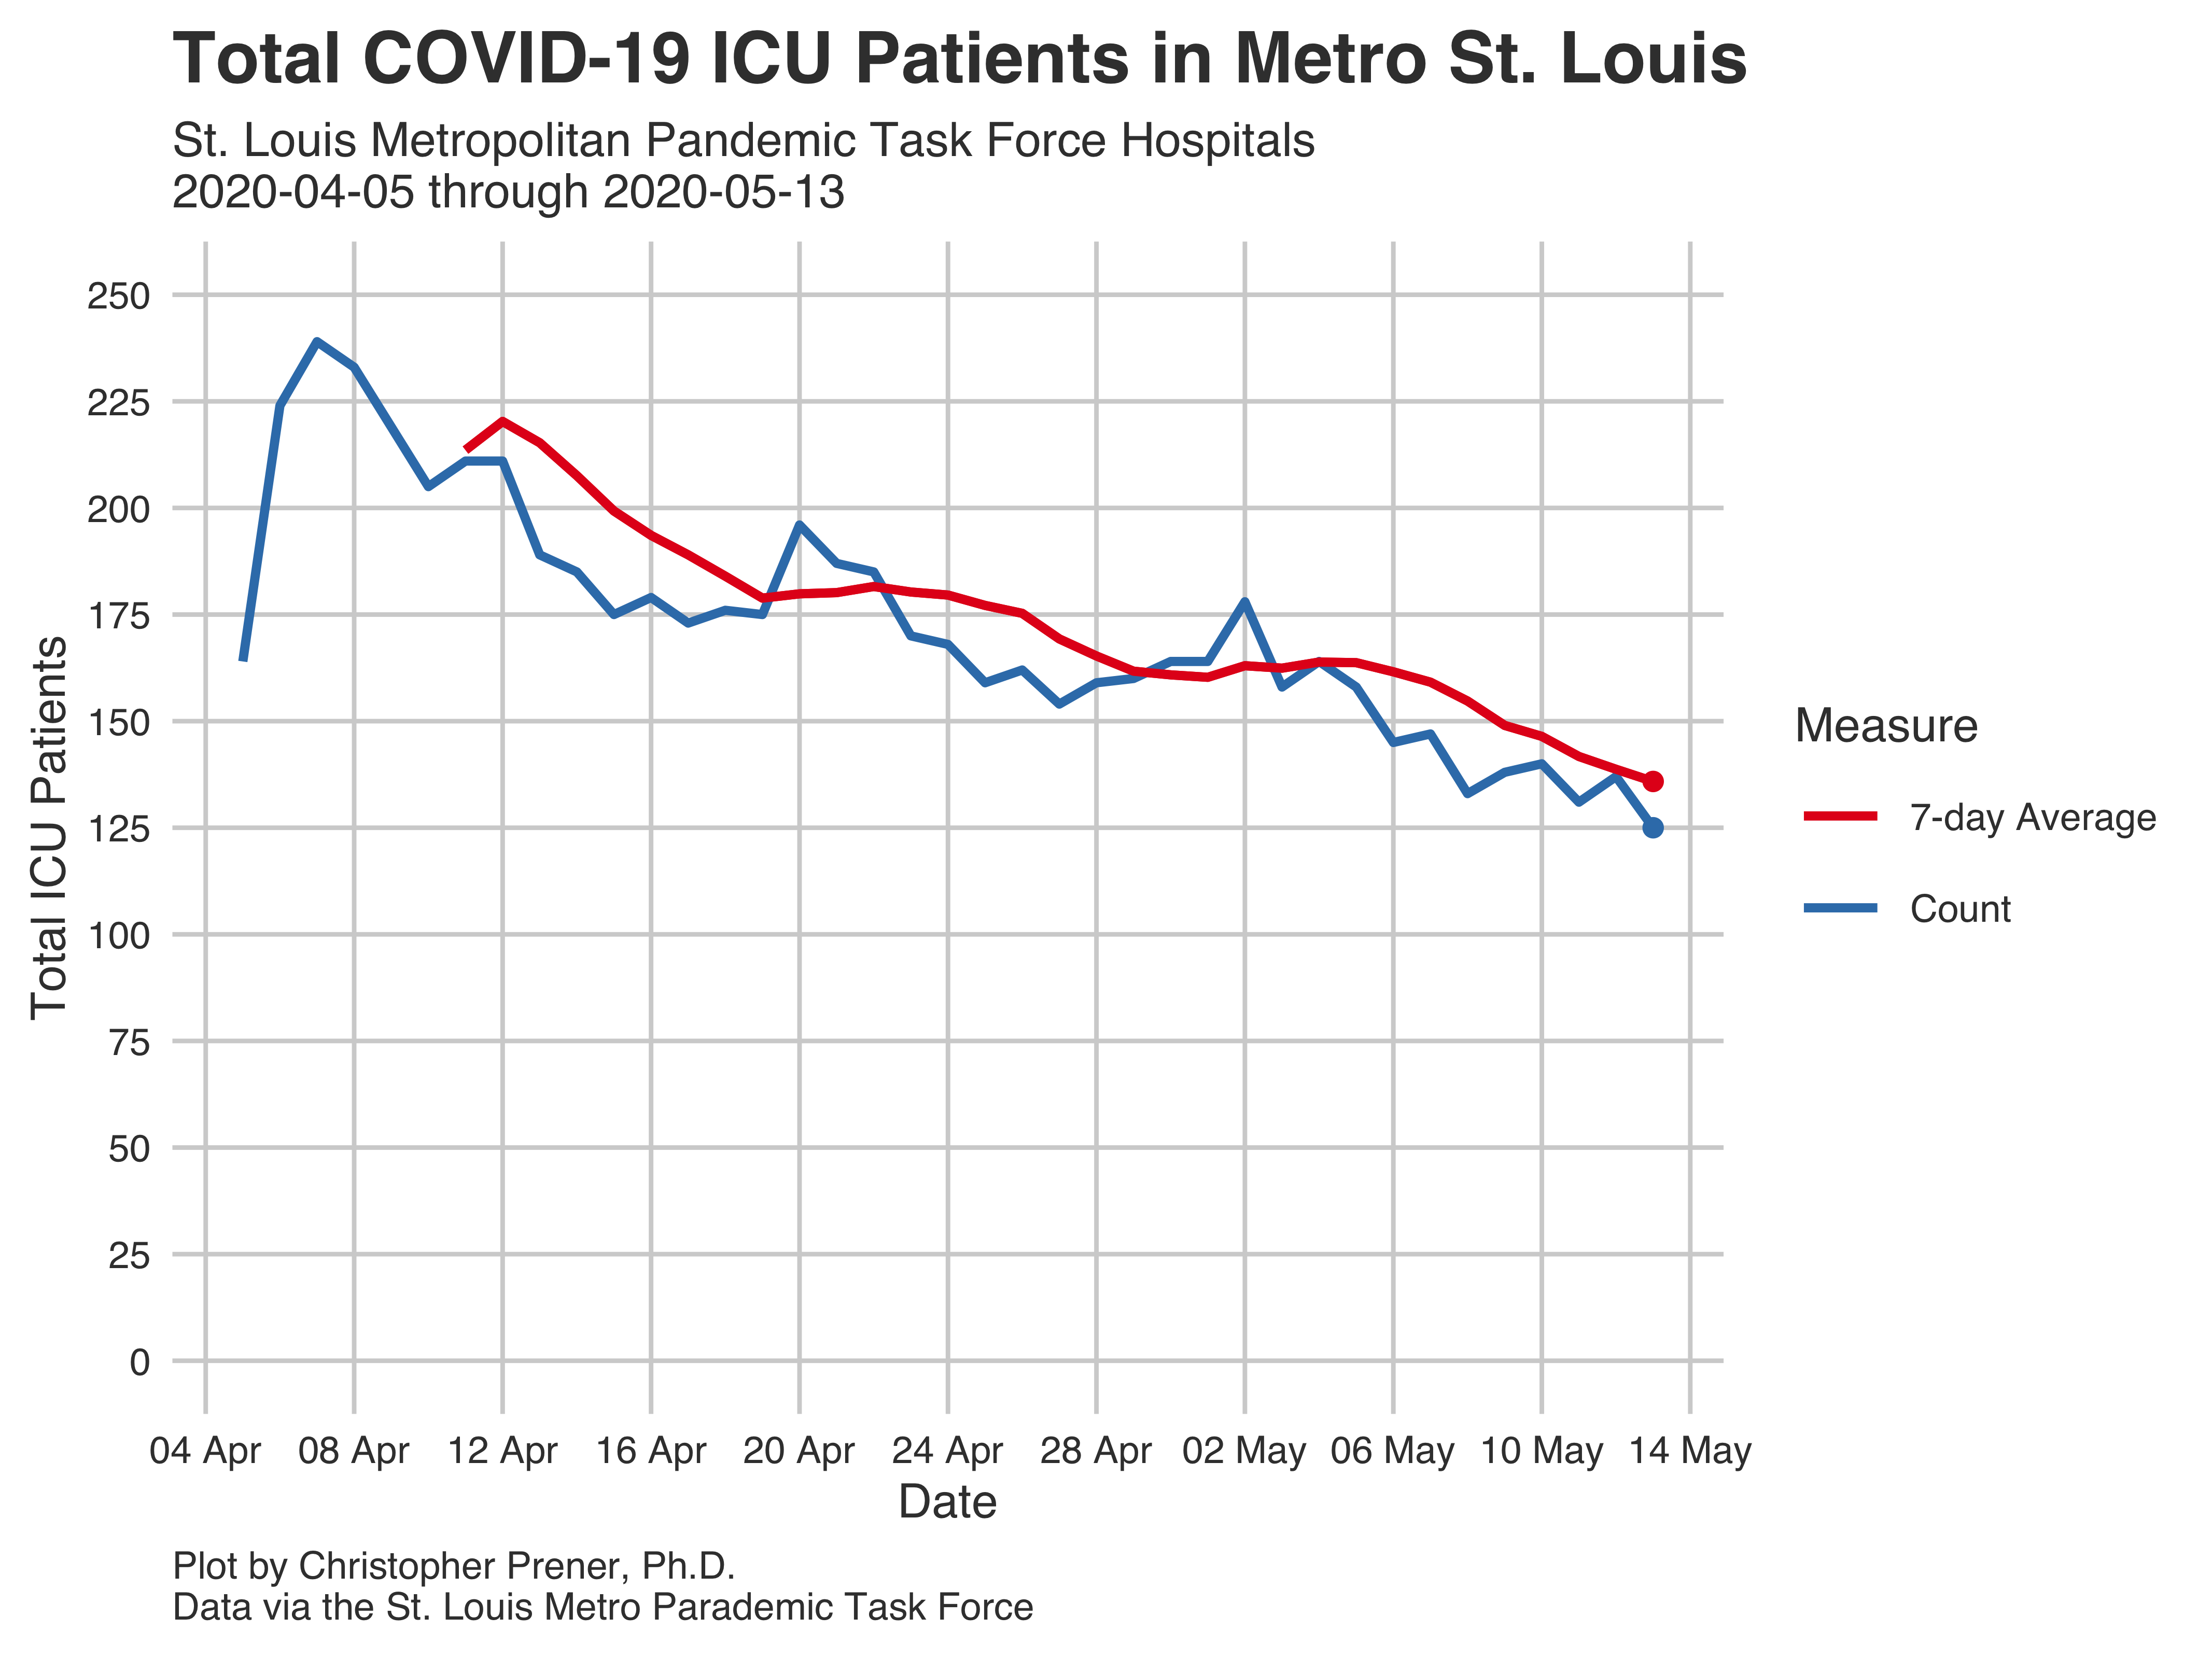 Total COVID-19 ICU Patients in Metro St. Louis
St. Louis Metropolitan Pandemic Task Force Hospitals
2020-04-05 through 2020-05-13
Total ICU Patients
250
225
200
175
150
125
100
75
50
25
0
04 Apr
08 Apr
12 Apr
16 Apr
20 Apr
24 Apr
28 Apr
02 May
06 May
10 May
14 May
Date
Measure
7-day Average
Count
Plot by Christopher Prener, Ph.D.
Data via the St. Louis Metro Parademic Task Force